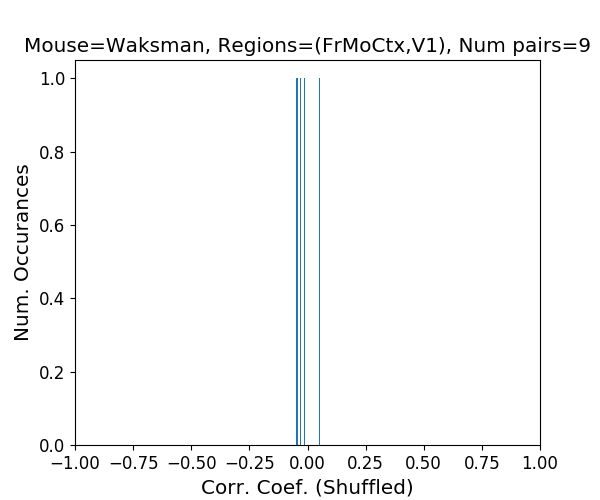 Mouse=Waksman, Regions=(FrMoCtx,V1), Num pairs=9
Num. Occurances
1.0
0.8
0.6
0.4
0.2
0.0
−1.00 −0.75 −0.50 −0.25 0.00 0.25 0.50 0.75 1.00
Corr. Coef. (Shuffled)